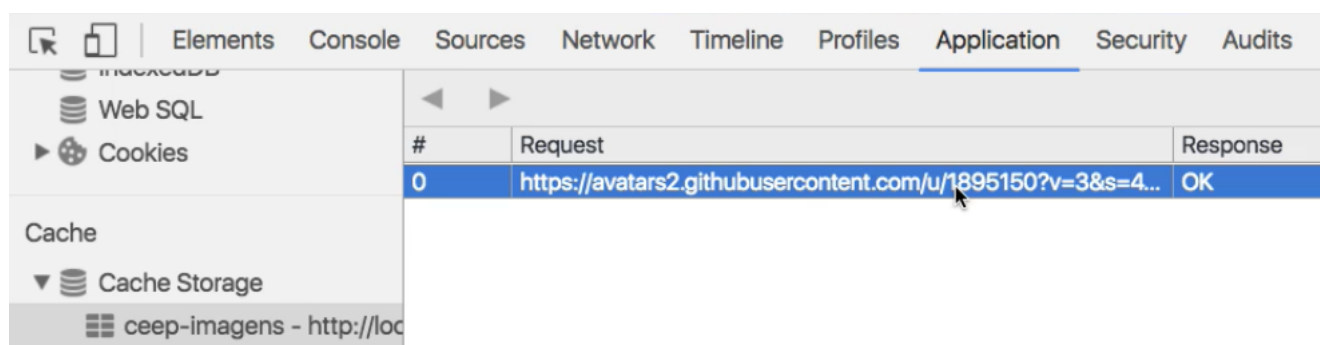 Elements Console Sources Network Timeline Profiles Application Security Audits
IndexedDB
Web SQL
Cookies
Cache
Cache Storage
ceep-imagens - http://loc
# Request Response
0 https://avatars2.githubusercontent.com/u/1895150?v=3&s=4... OK